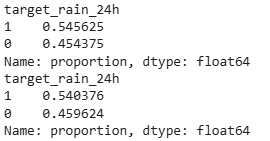 target_rain_24h
1    0.545625
0    0.454375
Name: proportion, dtype: float64
target_rain_24h
1    0.540376
0    0.459624
Name: proportion, dtype: float64